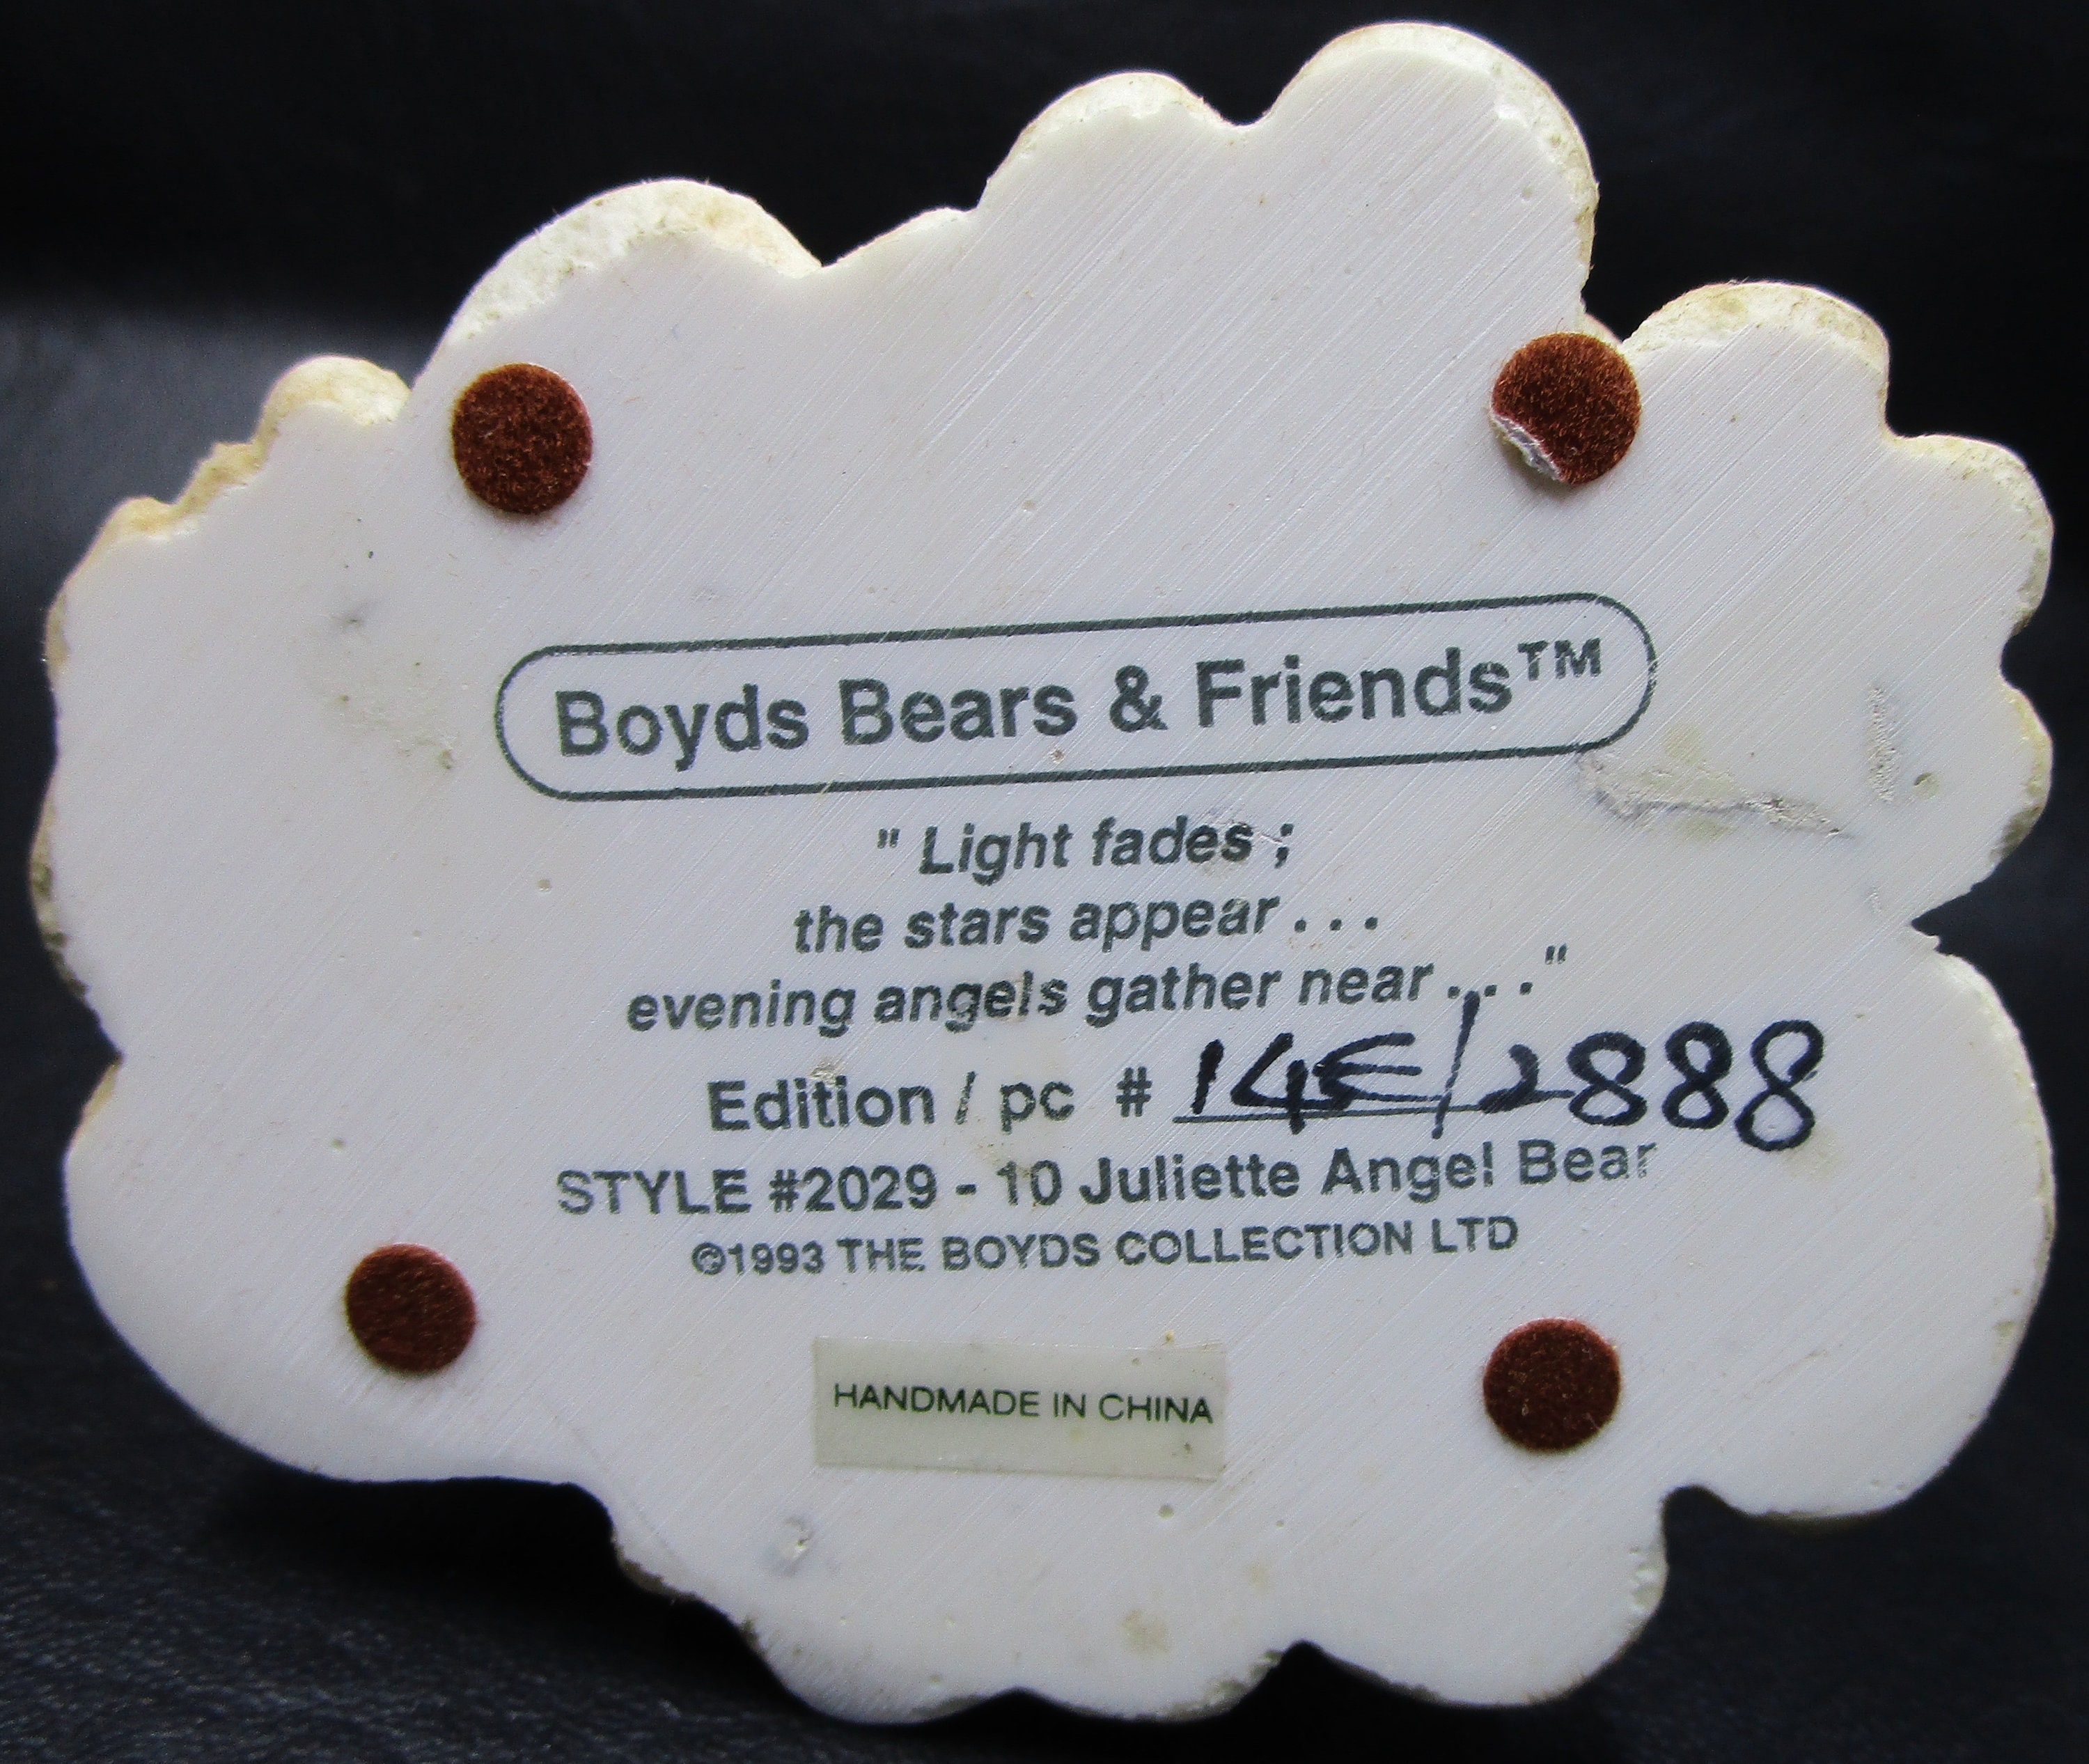 Boyds Bears & Friends™
" Light fades ;
the stars appear . . .
evening angels gather near . . . "
Edition / pc # 14E/2888
STYLE #2029 - 10 Juliette Angel Bear
©1993 THE BOYDS COLLECTION LTD
HANDMADE IN CHINA